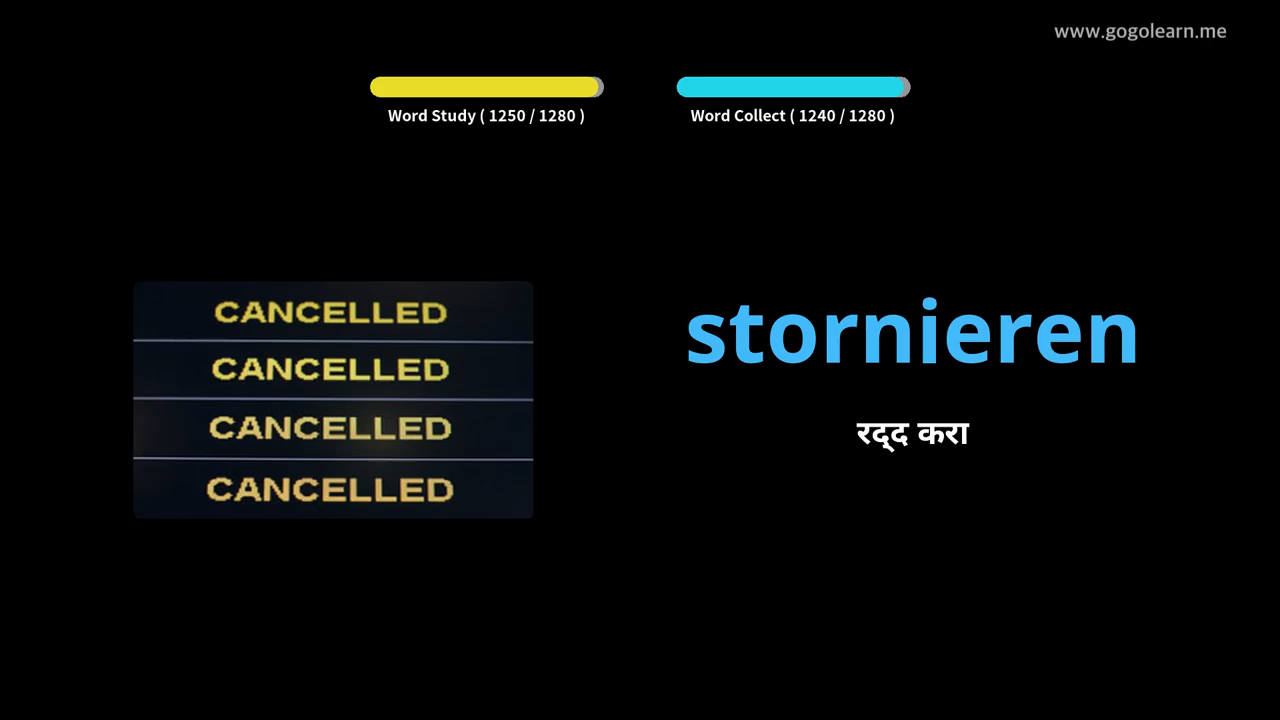 www.gogolearn.me
Word Study ( 1250 / 1280 )
Word Collect ( 1240 / 1280 )
CANCELLED
CANCELLED
CANCELLED
CANCELLED
stornieren
रद्द करा